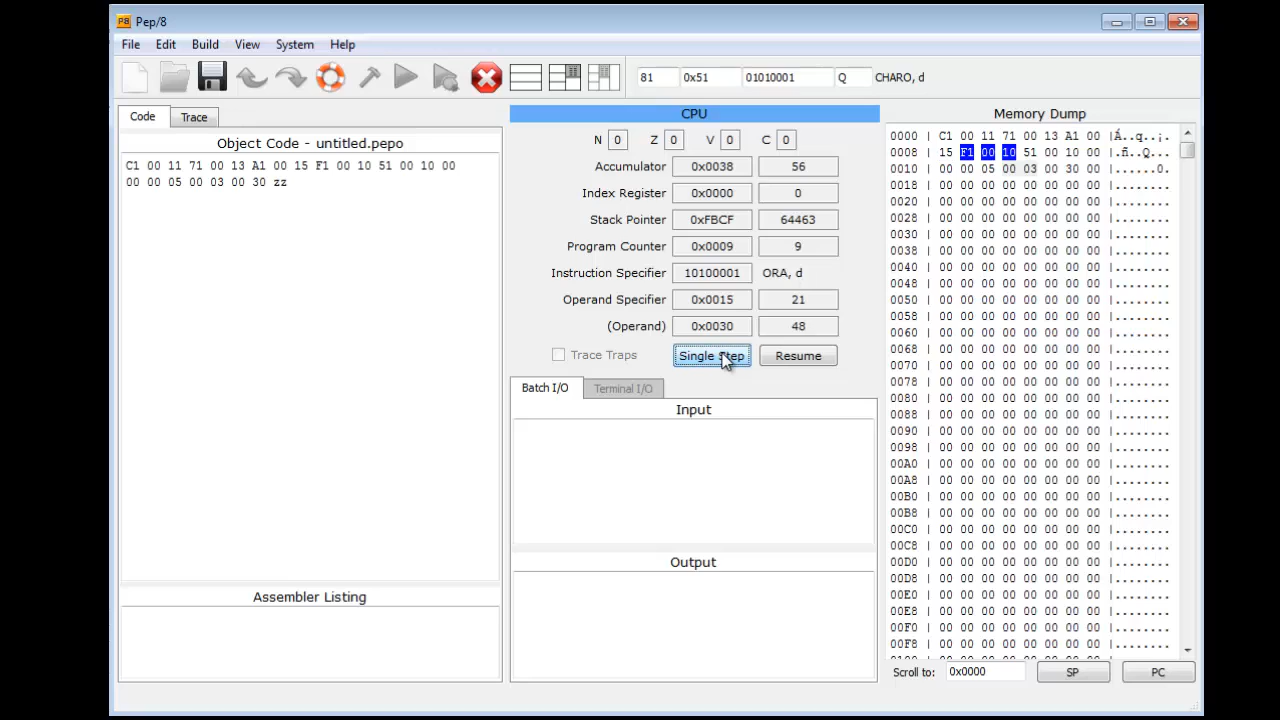 Pep/8
File Edit Build View System Help
81 0x51 01010001 Q CHARO, d
Code Trace
Object Code - untitled.pepo
C1 00 11 71 00 13 A1 00 15 F1 00 10 51 00 10 00
00 00 05 00 03 00 30 zz
Assembler Listing
CPU
N 0 Z 0 V 0 C 0
Accumulator 0x0038 56
Index Register 0x0000 0
Stack Pointer 0xFBCF 64463
Program Counter 0x0009 9
Instruction Specifier 10100001 ORA, d
Operand Specifier 0x0015 21
(Operand) 0x0030 48
Trace Traps Single Step Resume
Batch I/O Terminal I/O
Input
Output
Memory Dump
0000 | C1 00 11 71 00 13 A1 00 |Á..q..¡.
0008 | 15 F1 00 10 51 00 10 00 |.ñ..Q...
0010 | 00 00 05 00 03 00 30 00 |......0.
0018 | 00 00 00 00 00 00 00 00 |........
0020 | 00 00 00 00 00 00 00 00 |........
0028 | 00 00 00 00 00 00 00 00 |........
0030 | 00 00 00 00 00 00 00 00 |........
0038 | 00 00 00 00 00 00 00 00 |........
0040 | 00 00 00 00 00 00 00 00 |........
0048 | 00 00 00 00 00 00 00 00 |........
0050 | 00 00 00 00 00 00 00 00 |........
0058 | 00 00 00 00 00 00 00 00 |........
0060 | 00 00 00 00 00 00 00 00 |........
0068 | 00 00 00 00 00 00 00 00 |........
0070 | 00 00 00 00 00 00 00 00 |........
0078 | 00 00 00 00 00 00 00 00 |........
0080 | 00 00 00 00 00 00 00 00 |........
0088 | 00 00 00 00 00 00 00 00 |........
0090 | 00 00 00 00 00 00 00 00 |........
0098 | 00 00 00 00 00 00 00 00 |........
00A0 | 00 00 00 00 00 00 00 00 |........
00A8 | 00 00 00 00 00 00 00 00 |........
00B0 | 00 00 00 00 00 00 00 00 |........
00B8 | 00 00 00 00 00 00 00 00 |........
00C0 | 00 00 00 00 00 00 00 00 |........
00C8 | 00 00 00 00 00 00 00 00 |........
00D0 | 00 00 00 00 00 00 00 00 |........
00D8 | 00 00 00 00 00 00 00 00 |........
00E0 | 00 00 00 00 00 00 00 00 |........
00E8 | 00 00 00 00 00 00 00 00 |........
00F0 | 00 00 00 00 00 00 00 00 |........
00F8 | 00 00 00 00 00 00 00 00 |........
Scroll to: 0x0000 SP PC